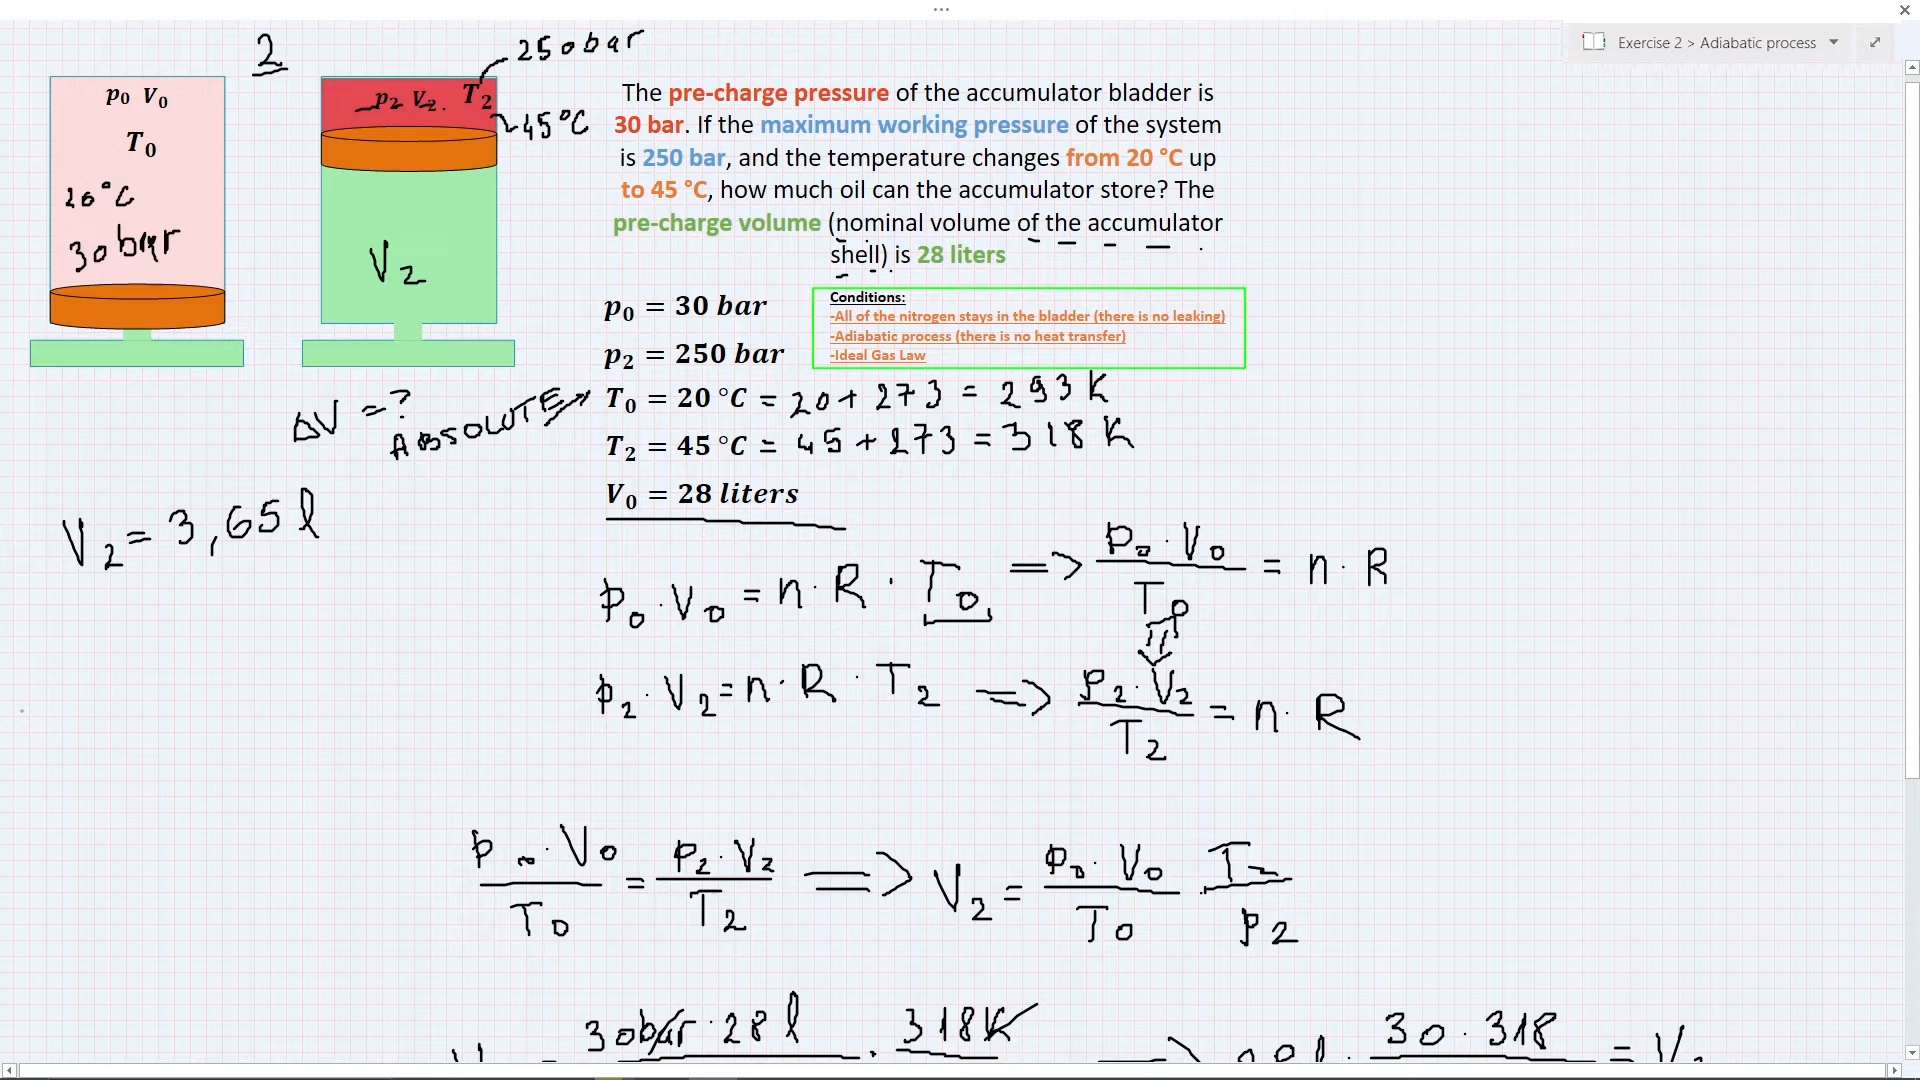 Exercise 2 > Adiabatic process
2
250bar
p₀ V₀
T₀
20°C
30bar
p₂ V₂ T₂
45°C
V₂
The pre-charge pressure of the accumulator bladder is
30 bar. If the maximum working pressure of the system
is 250 bar, and the temperature changes from 20 °C up
to 45 °C, how much oil can the accumulator store? The
pre-charge volume (nominal volume of the accumulator
shell) is 28 liters
p₀ = 30 bar
p₂ = 250 bar
Conditions:
-All of the nitrogen stays in the bladder (there is no leaking)
-Adiabatic process (there is no heat transfer)
-Ideal Gas Law
ΔV = ?
ABSOLUTE
T₀ = 20 °C = 20 + 273 = 293 K
T₂ = 45 °C = 45 + 273 = 318 K
V₀ = 28 liters
V₂ = 3,65 l
p₀ · V₀ = n · R · T₀ => p₀ · V₀ / T₀ = n · R
p₂ · V₂ = n · R · T₂ => p₂ · V₂ / T₂ = n · R
p₀ · V₀ / T₀ = p₂ · V₂ / T₂ => V₂ = p₀ · V₀ / T₀ · T₂ / p₂
30bar · 28 l · 318K => 30 · 318 =